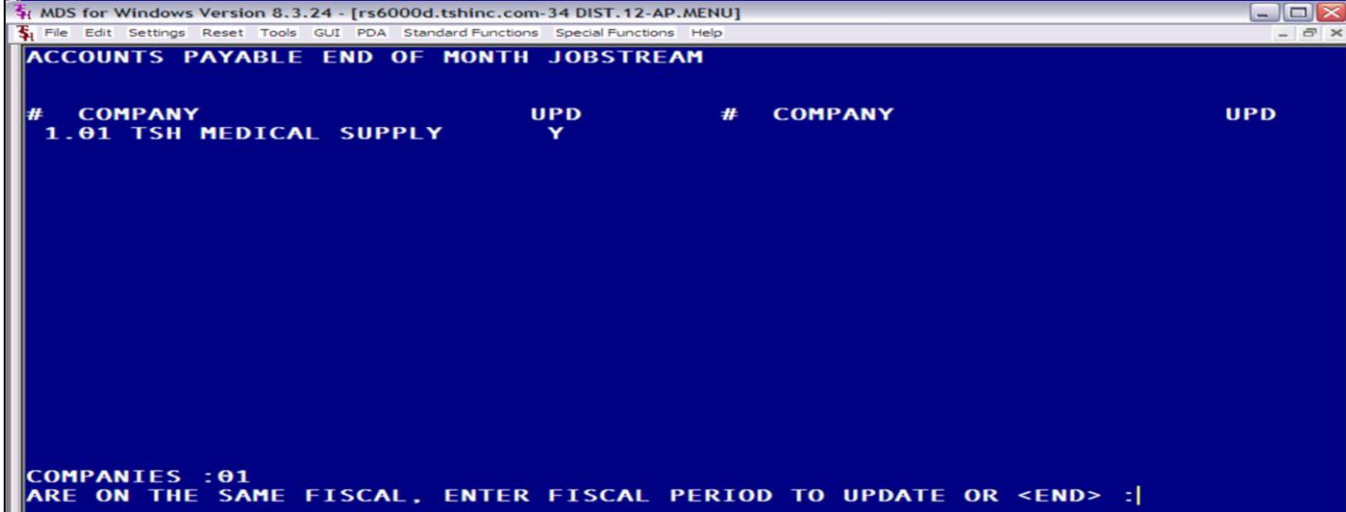 MDS for Windows Version 8.3.24 - [rs6000d.tshinc.com-34 DIST.12-AP.MENU]
File Edit Settings Reset Tools GUI PDA Standard Functions Special Functions Help
ACCOUNTS PAYABLE END OF MONTH JOBSTREAM
# COMPANY UPD # COMPANY UPD
1.01 TSH MEDICAL SUPPLY Y
COMPANIES :01
ARE ON THE SAME FISCAL, ENTER FISCAL PERIOD TO UPDATE OR <END> :